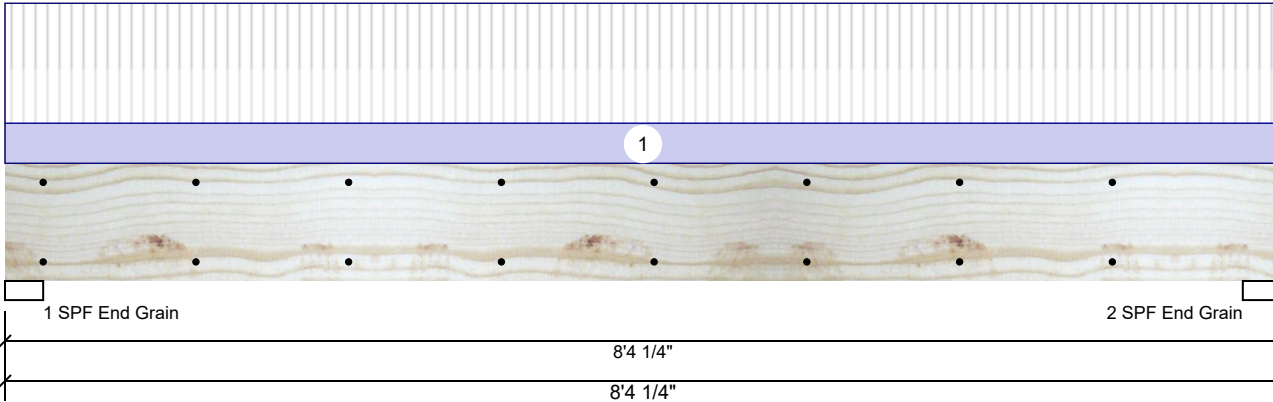 1
1 SPF End Grain
2 SPF End Grain
8'4 1/4"
8'4 1/4"